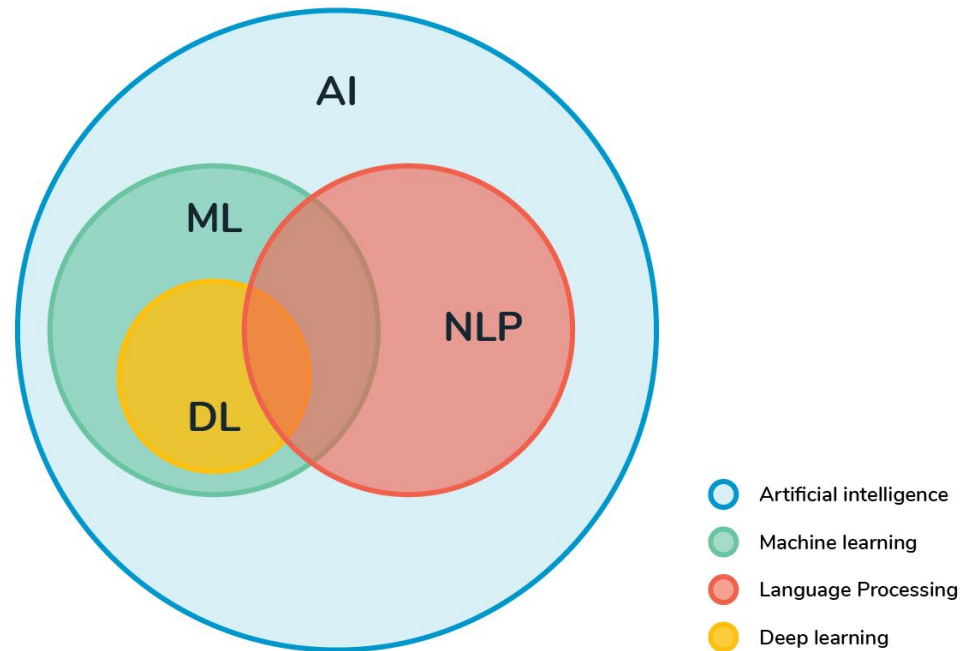 AI
ML
NLP
DL
Artificial intelligence
Machine learning
Language Processing
Deep learning